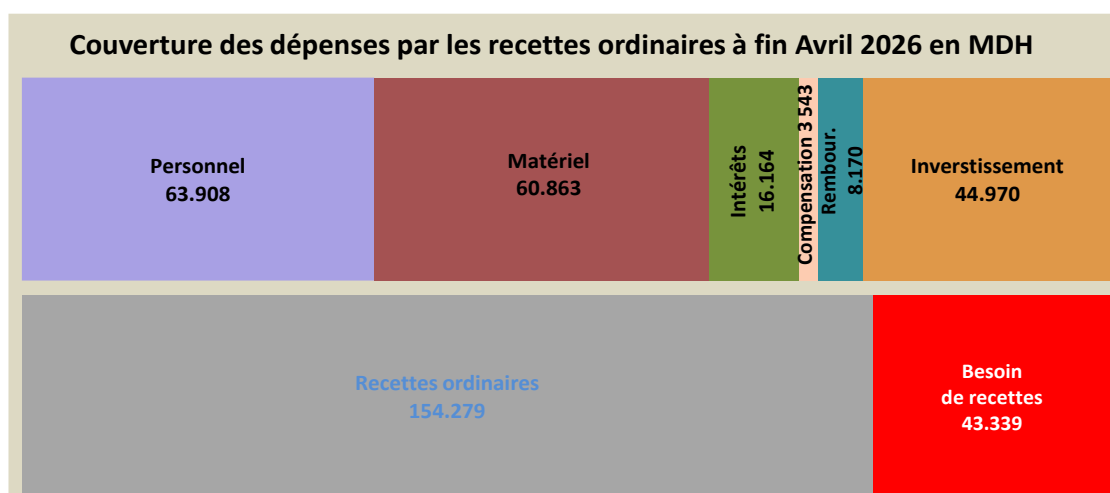 Couverture des dépenses par les recettes ordinaires à fin Avril 2026 en MDH
Personnel
63.908
Matériel
60.863
Intérêts
16.164
Compensation 3 543
Rembour.
8.170
Inverstissement
44.970
Recettes ordinaires
154.279
Besoin
de recettes
43.339